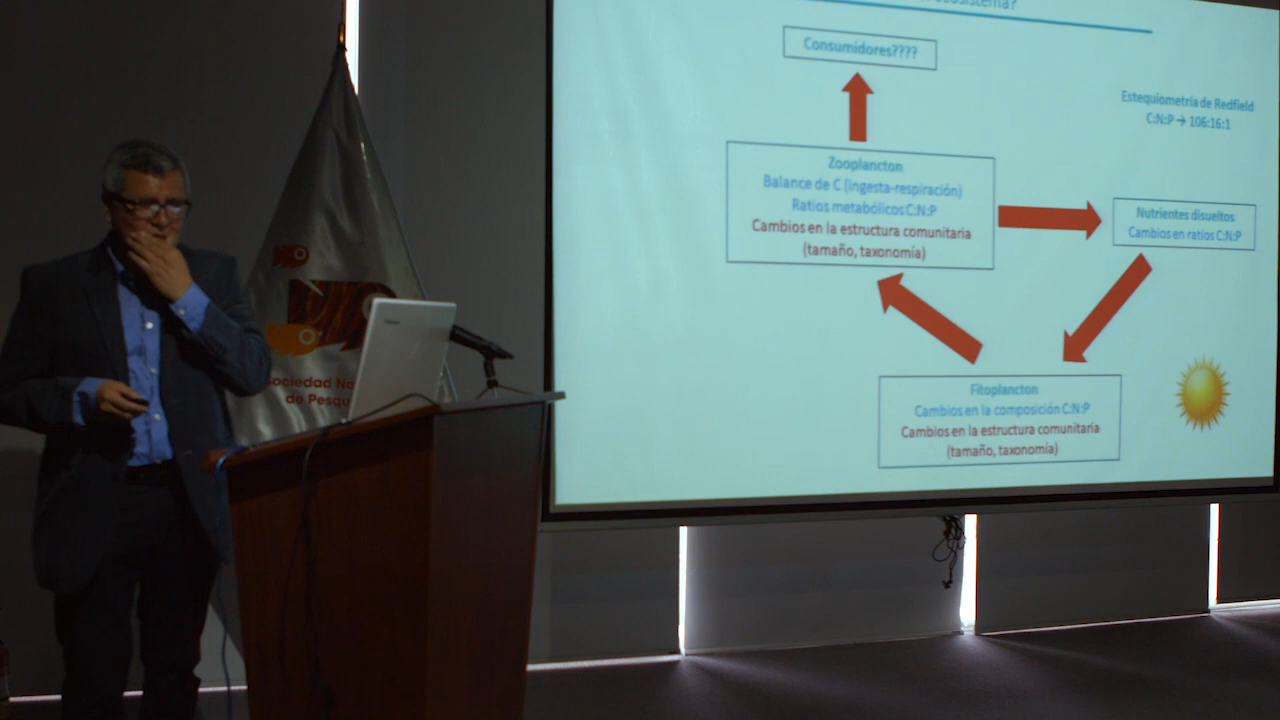 ecosistema?
Consumidores????
Estequiometría de Redfield
C:N:P → 106:16:1
Zooplancton
Balance de C (ingesta-respiración)
Ratios metabólicos C:N:P
Cambios en la estructura comunitaria
(tamaño, taxonomía)
Nutrientes disueltos
Cambios en ratios C:N:P
Fitoplancton
Cambios en la composición C:N:P
Cambios en la estructura comunitaria
(tamaño, taxonomía)
Sociedad
de